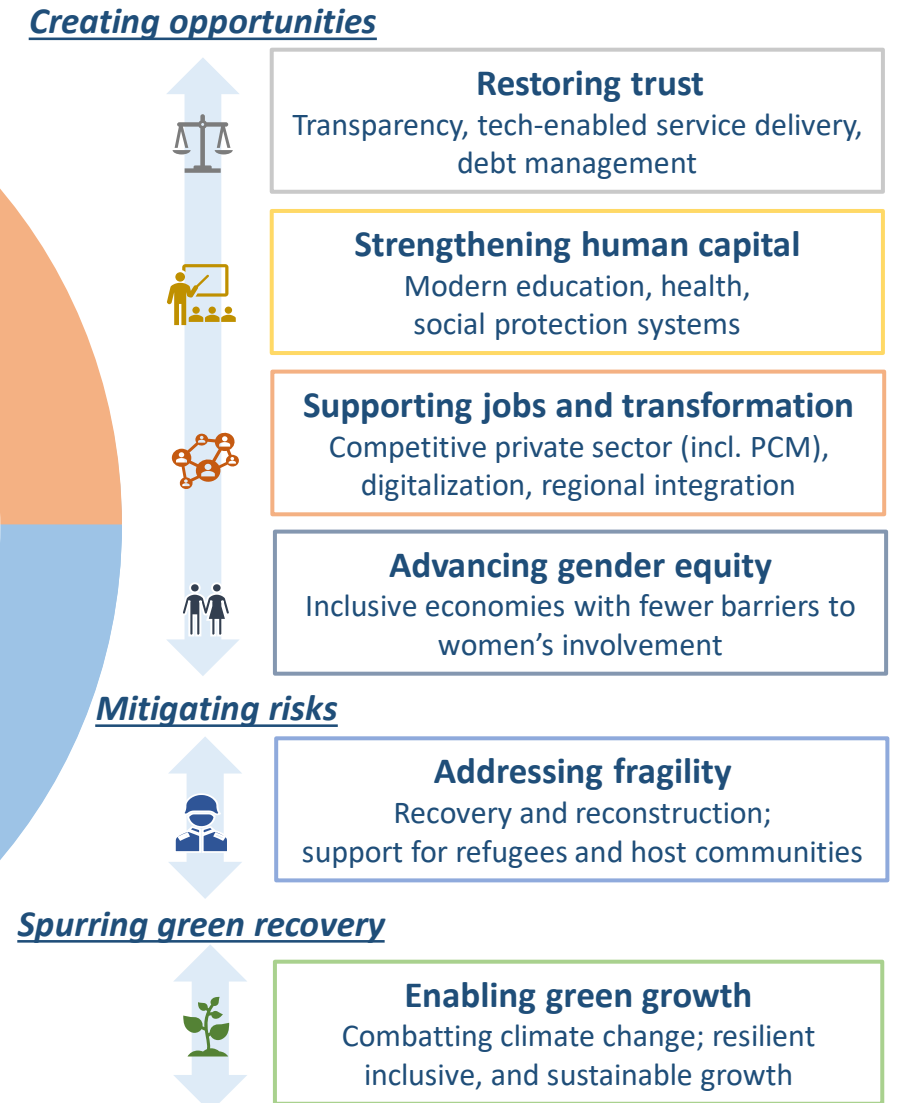 Creating opportunities
Restoring trust
Transparency, tech-enabled service delivery,
debt management
Strengthening human capital
Modern education, health,
social protection systems
Supporting jobs and transformation
Competitive private sector (incl. PCM),
digitalization, regional integration
Advancing gender equity
Inclusive economies with fewer barriers to
women’s involvement
Mitigating risks
Addressing fragility
Recovery and reconstruction;
support for refugees and host communities
Spurring green recovery
Enabling green growth
Combatting climate change; resilient
inclusive, and sustainable growth